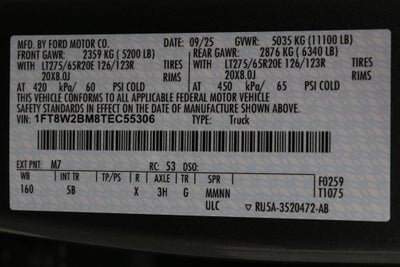 MFD. BY FORD MOTOR CO. 09/25 GVWR: 5035 KG (11100 LB)
FRONT GAWR: 2359 KG (5200 LB) REAR GAWR: 2876 KG (6340 LB)
WITH LT275/65R20E 126/123R TIRES WITH LT275/65R20E 126/123R TIRES
20X8.0J RIMS 20X8.0J RIMS
AT 420 kPa/ 60 PSI COLD AT 450 kPa/ 65 PSI COLD
THIS VEHICLE CONFORMS TO ALL APPLICABLE FEDERAL MOTOR VEHICLE
SAFETY STANDARDS IN EFFECT ON THE DATE OF MANUFACTURE SHOWN ABOVE.
VIN: 1FT8W2BM8TEC55306 TYPE: Truck
EXT PNT: M7 RC: 53 DSO:
WB INT TR TP/PS R AXLE TR SPR F0259
160 5B X 3H G MMNN T1075
ULC RU5A-3520472-AB